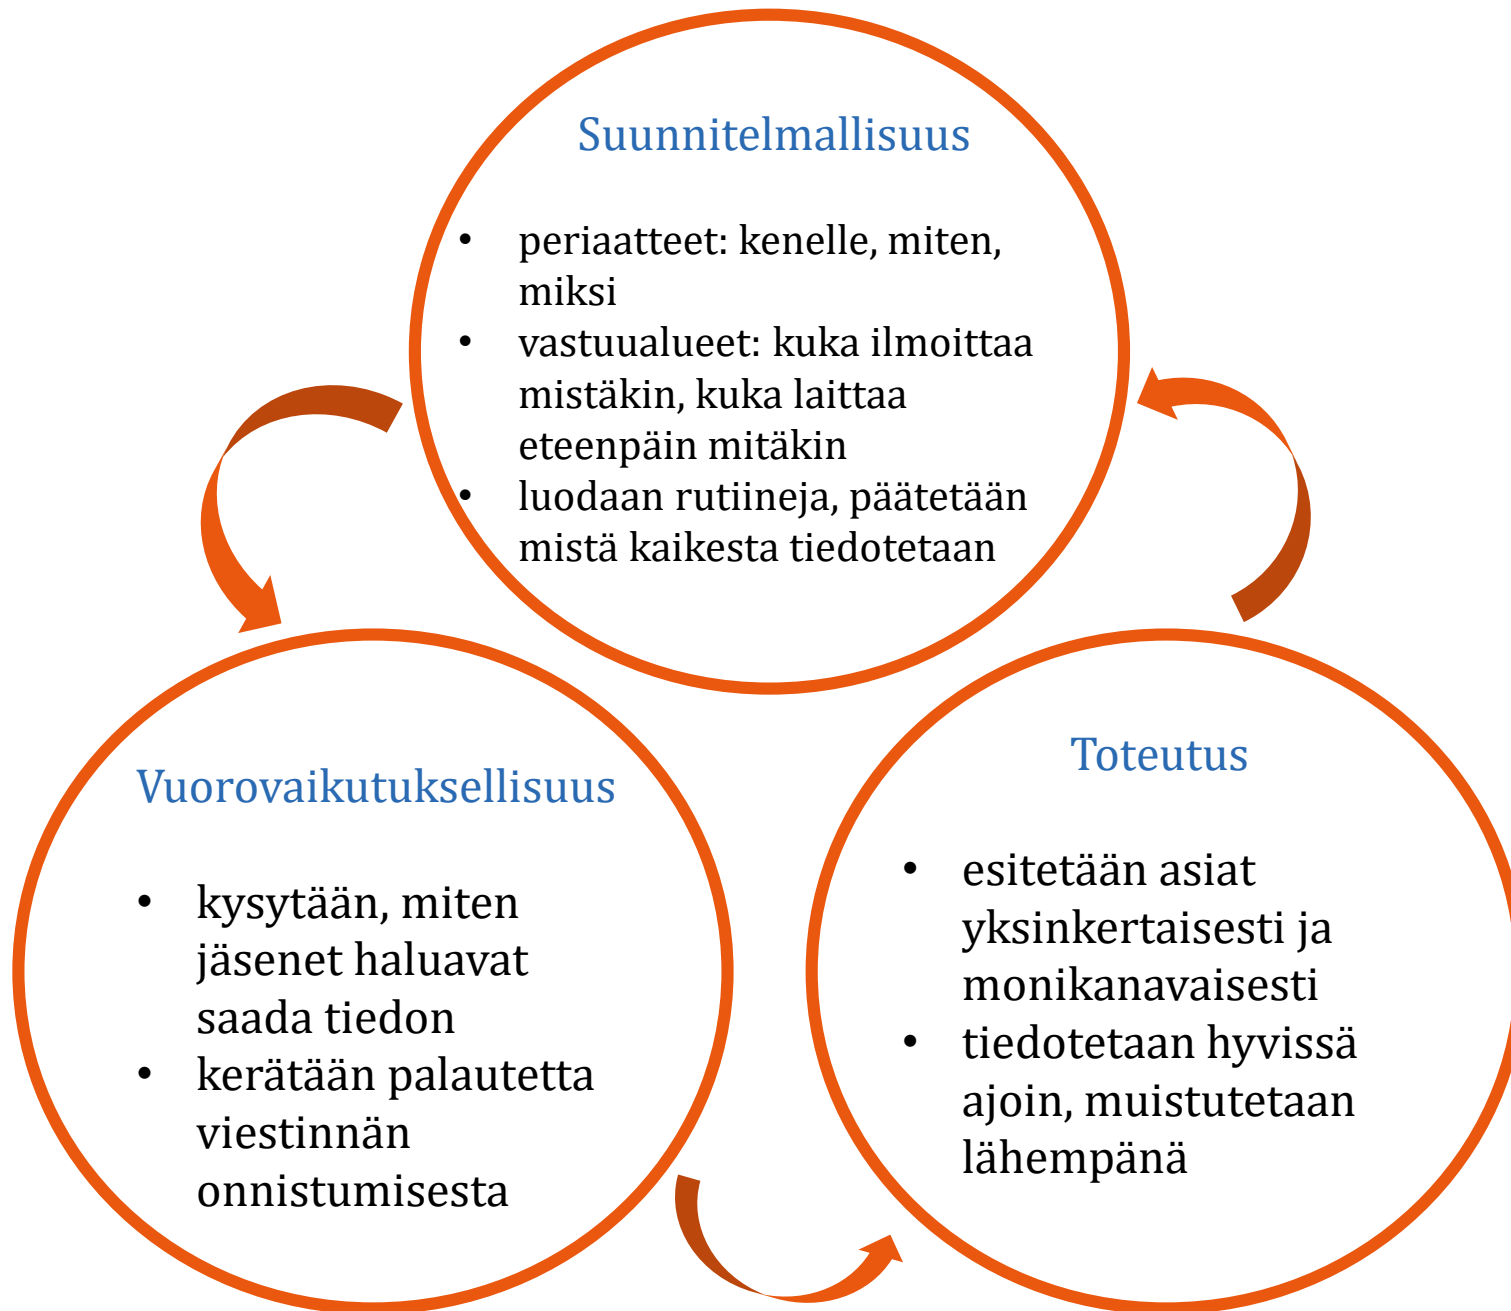 Suunnitelmallisuus
• periaatteet: kenelle, miten,
miksi
• vastuualueet: kuka ilmoittaa
mistäkin, kuka laittaa
eteenpäin mitäkin
• luodaan rutiineja, päätetään
mistä kaikesta tiedotetaan
Vuorovaikutuksellisuus
• kysytään, miten
jäsenet haluavat
saada tiedon
• kerätään palautetta
viestinnän
onnistumisesta
Toteutus
• esitetään asiat
yksinkertaisesti ja
monikanavaisesti
• tiedotetaan hyvissä
ajoin, muistutetaan
lähempänä